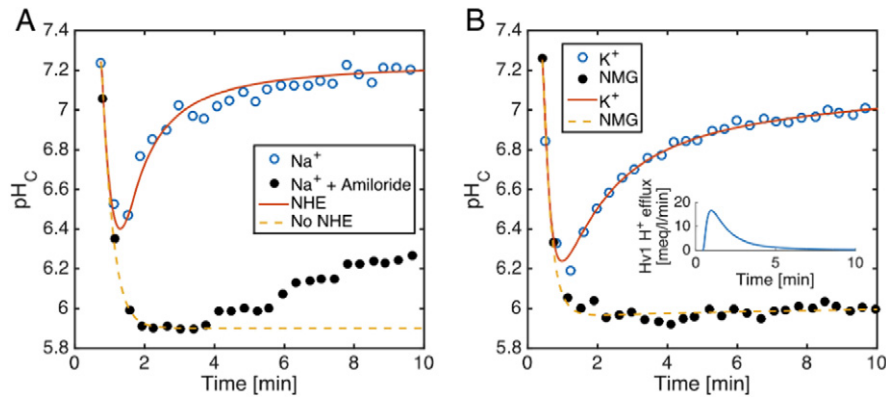 A
7.4
7.2
7
6.8
6.6
6.4
6.2
6
5.8
pHC
0
2
4
6
8
10
Time [min]
Na+
Na+ + Amiloride
NHE
No NHE
B
7.4
7.2
7
6.8
6.6
6.4
6.2
6
5.8
pHC
0
2
4
6
8
10
Time [min]
K+
NMG
K+
NMG
Hv1 H+ efflux
[meq/l/min]
20
10
0
0
5
10
Time [min]